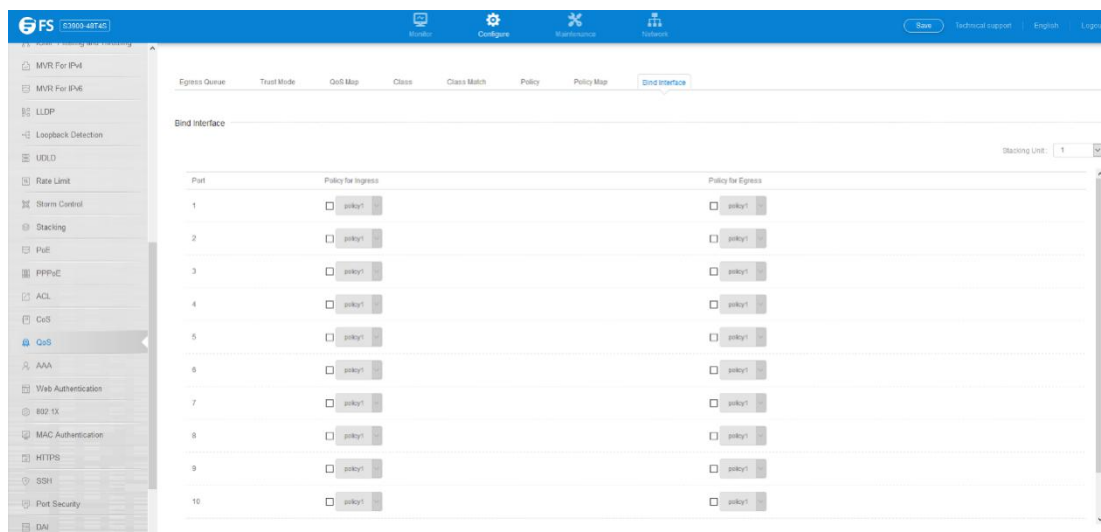 FS S3900-48T4S
Monitor Configure Maintenance Network
Save Technical support English
MVR For IPv4
MVR For IPv6
LLDP
Loopback Detection
UDLD
Rate Limit
Storm Control
Stacking
PoE
PPPoE
ACL
CoS
QoS
AAA
Web Authentication
802.1X
MAC Authentication
HTTPS
SSH
Port Security
DAI
Egress Queue Trust Mode QoS Map Class Class Match Policy Policy Map Bind Interface
Bind Interface
Stacking Unit: 1
Port Policy for Ingress Policy for Egress
1 policy1 policy1
2 policy1 policy1
3 policy1 policy1
4 policy1 policy1
5 policy1 policy1
6 policy1 policy1
7 policy1 policy1
8 policy1 policy1
9 policy1 policy1
10 policy1 policy1